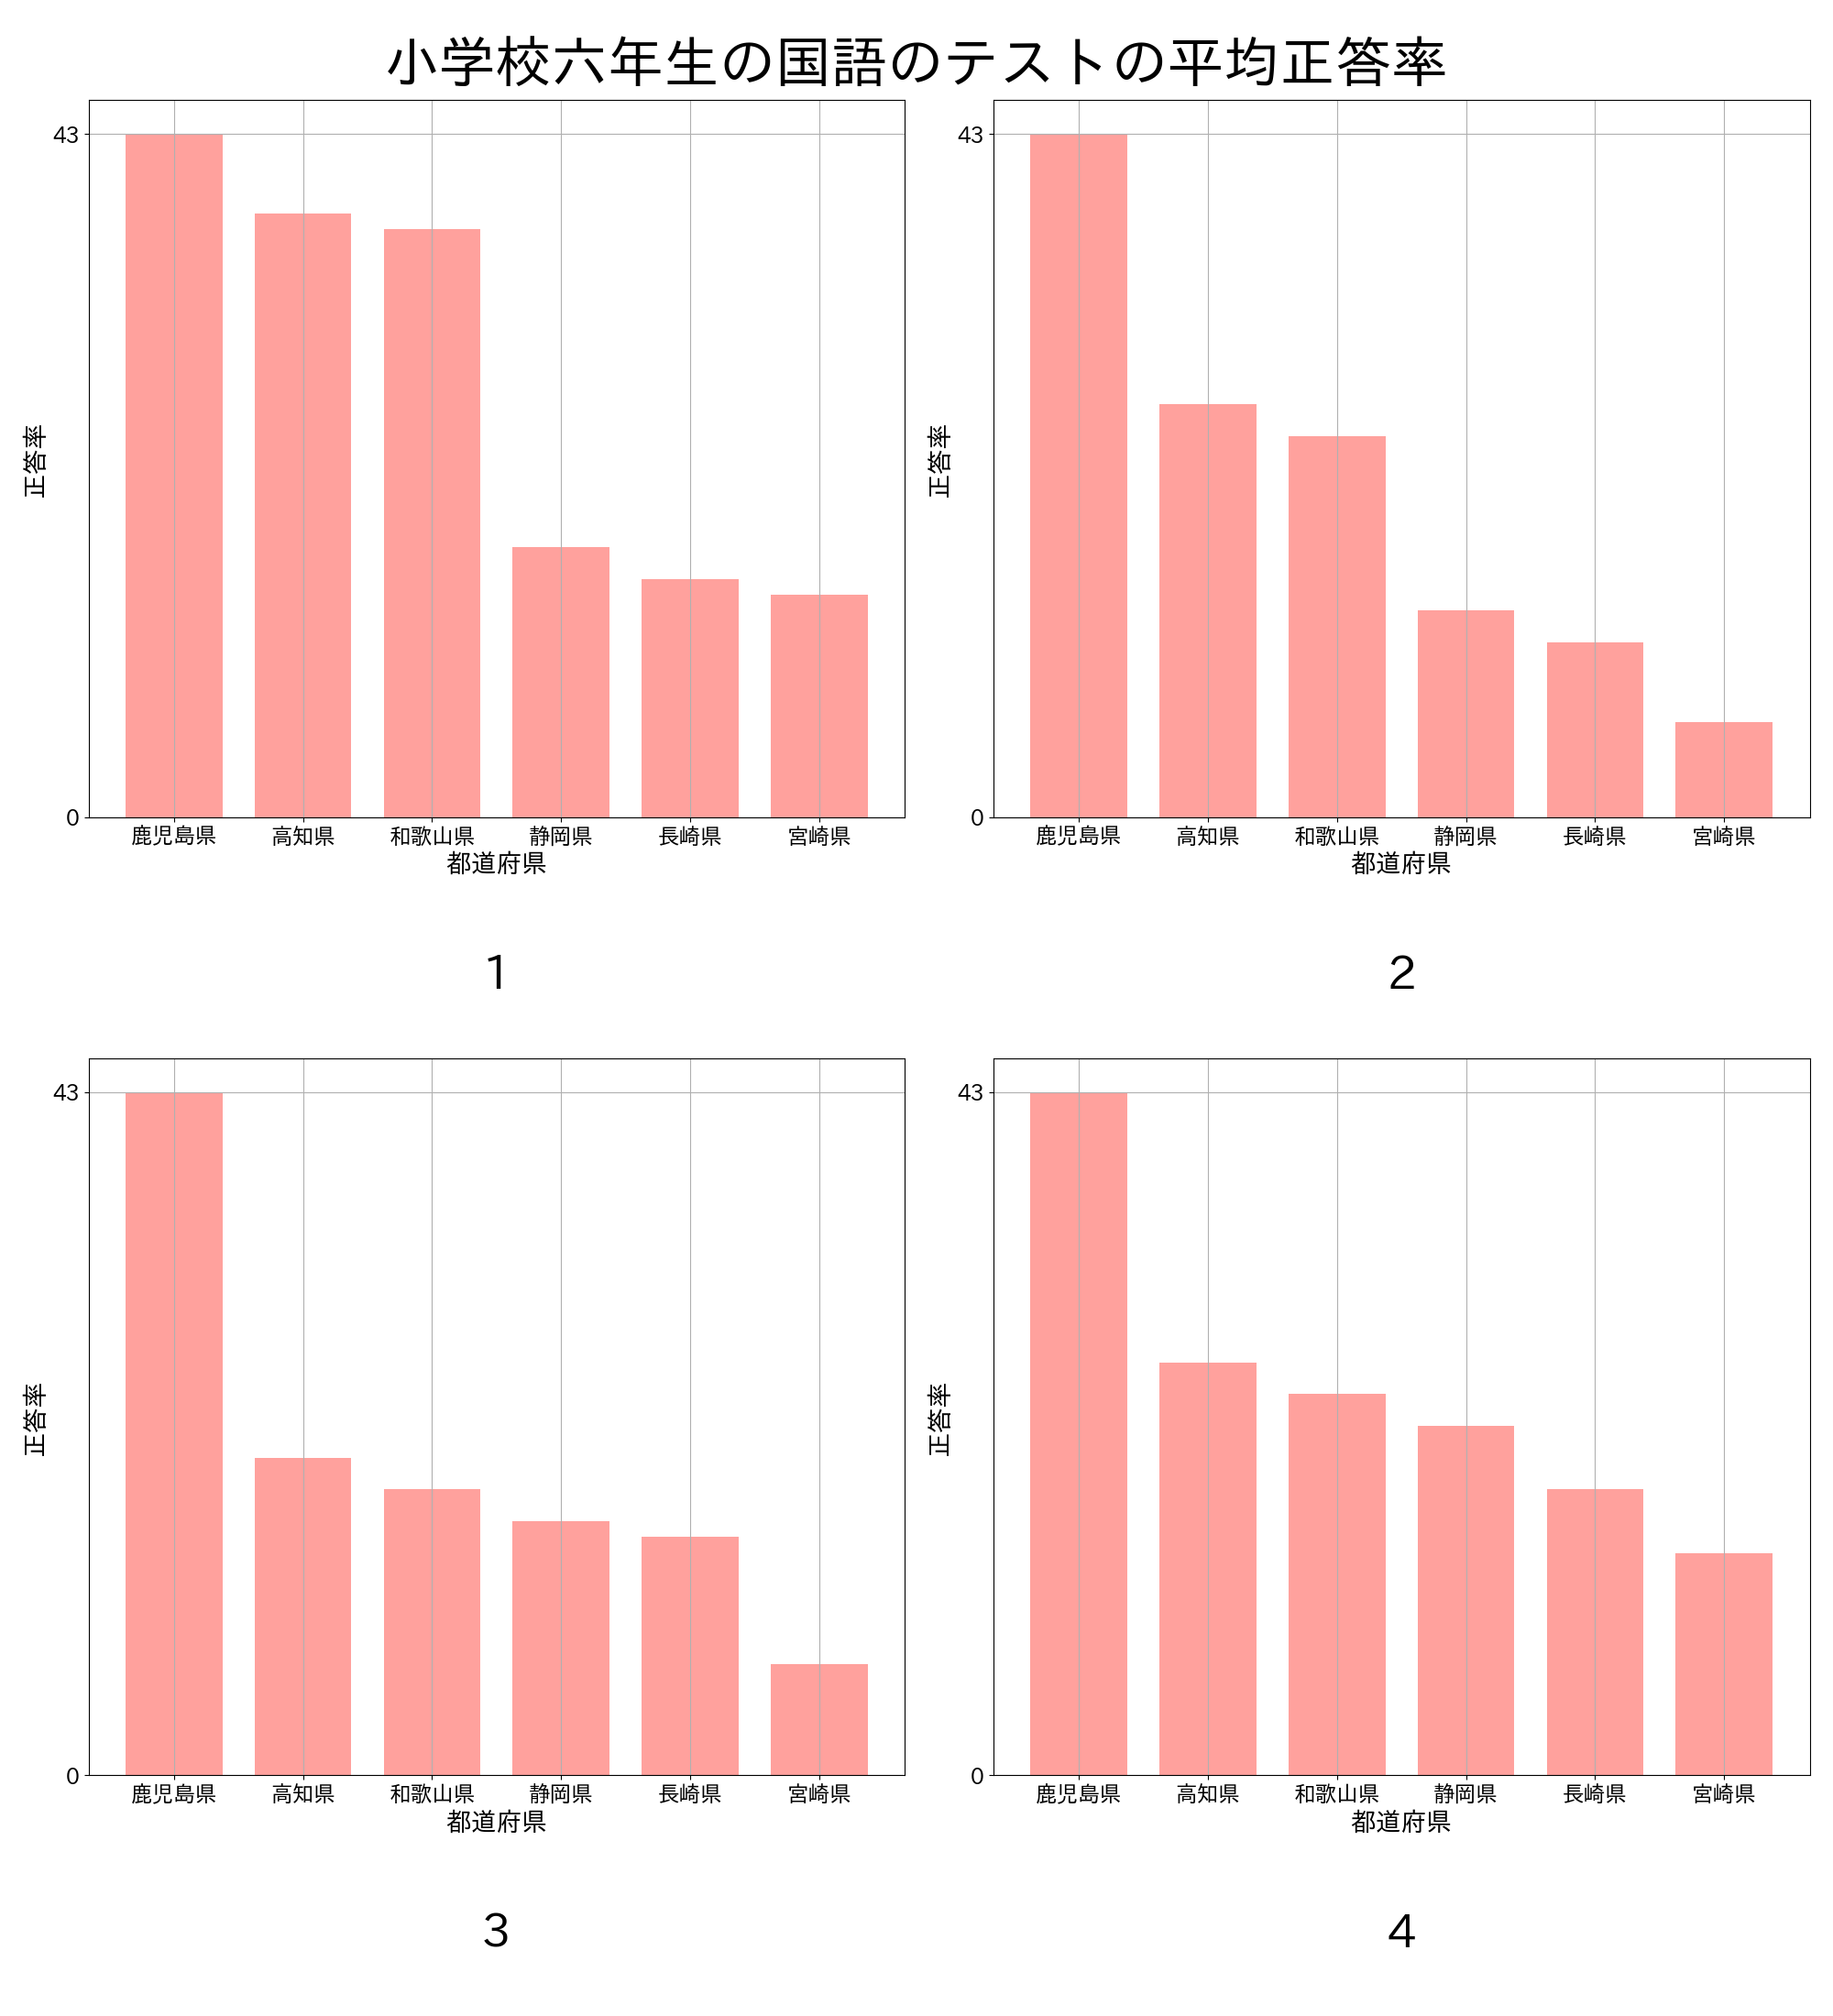 小学校六年生の国語のテストの平均正答率
43
0
正答率
鹿児島県 高知県 和歌山県 静岡県 長崎県 宮崎県
都道府県
1
43
0
正答率
鹿児島県 高知県 和歌山県 静岡県 長崎県 宮崎県
都道府県
2
43
0
正答率
鹿児島県 高知県 和歌山県 静岡県 長崎県 宮崎県
都道府県
3
43
0
正答率
鹿児島県 高知県 和歌山県 静岡県 長崎県 宮崎県
都道府県
4